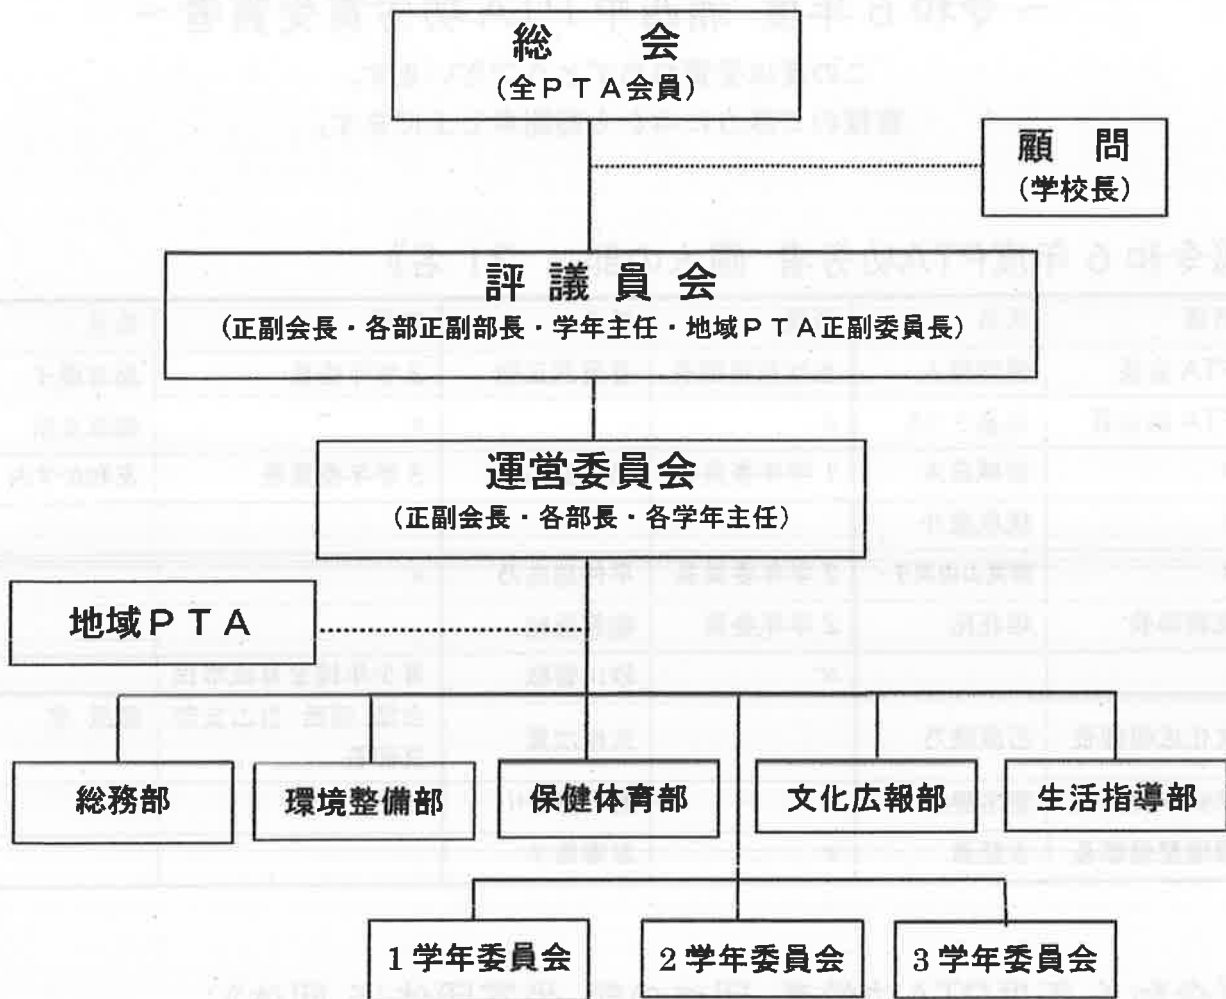 総　会
(全ＰＴＡ会員)
顧　問
(学校長)
評議員会
(正副会長・各部正副部長・学年主任・地域ＰＴＡ正副委員長)
運営委員会
(正副会長・各部長・各学年主任)
地域ＰＴＡ
総務部
環境整備部
保健体育部
文化広報部
生活指導部
1学年委員会
2学年委員会
3学年委員会